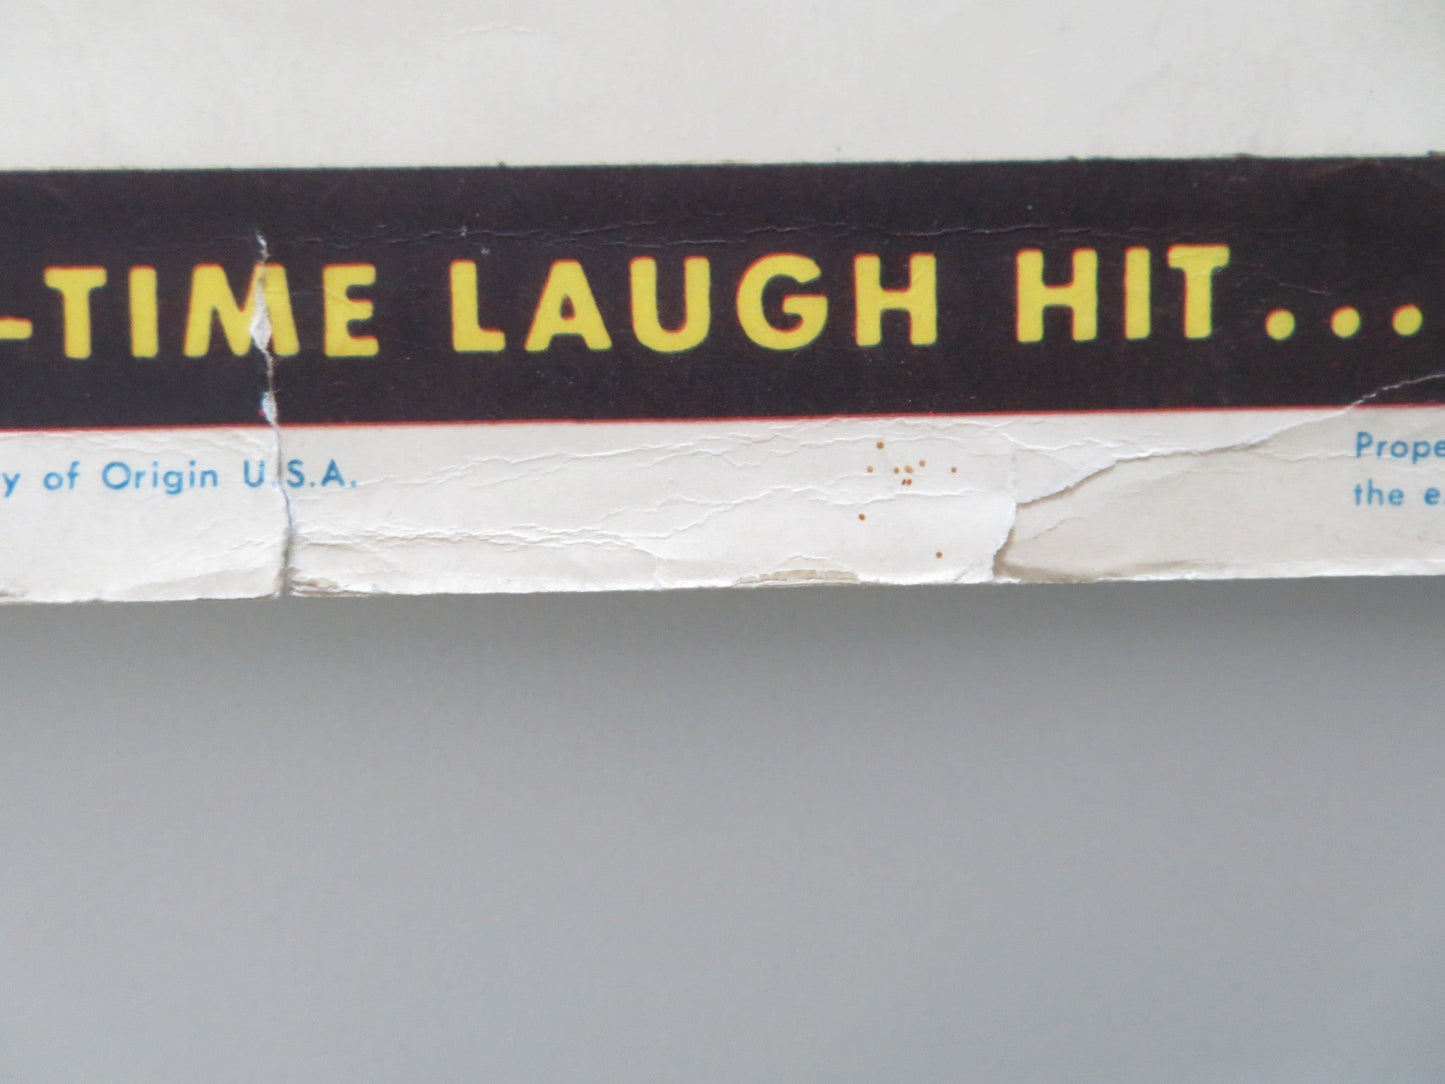 -TIME LAUGH HIT...
y of Origin U.S.A.
Prope
the e